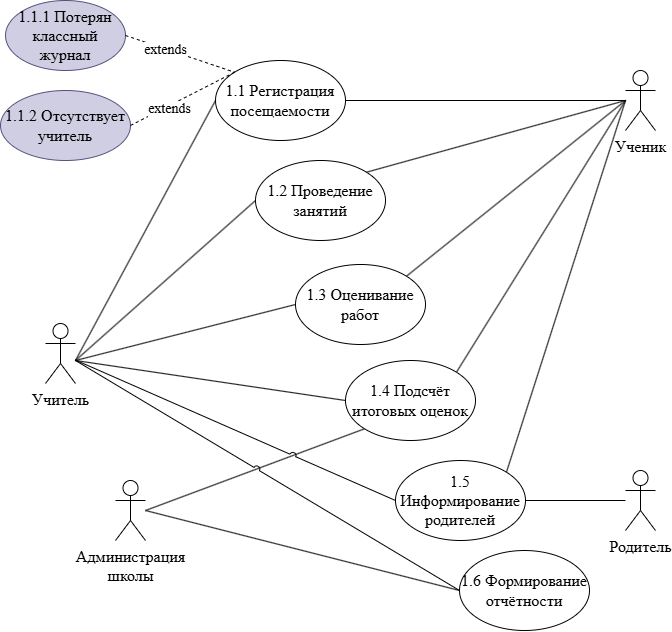 1.1.1 Потерян
классный
журнал
extends
1.1.2 Отсутствует
учитель
extends
1.1 Регистрация
посещаемости
Ученик
1.2 Проведение
занятий
1.3 Оценивание
работ
Учитель
1.4 Подсчёт
итоговых оценок
1.5
Информирование
родителей
Администрация
школы
Родитель
1.6 Формирование
отчётности